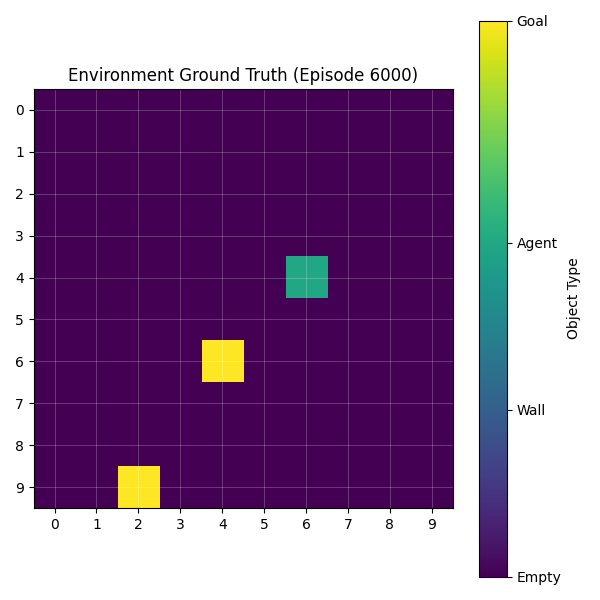 Environment Ground Truth (Episode 6000)
0
1
2
3
4
5
6
7
8
9
0 1 2 3 4 5 6 7 8 9
Goal
Agent
Wall
Empty
Object Type